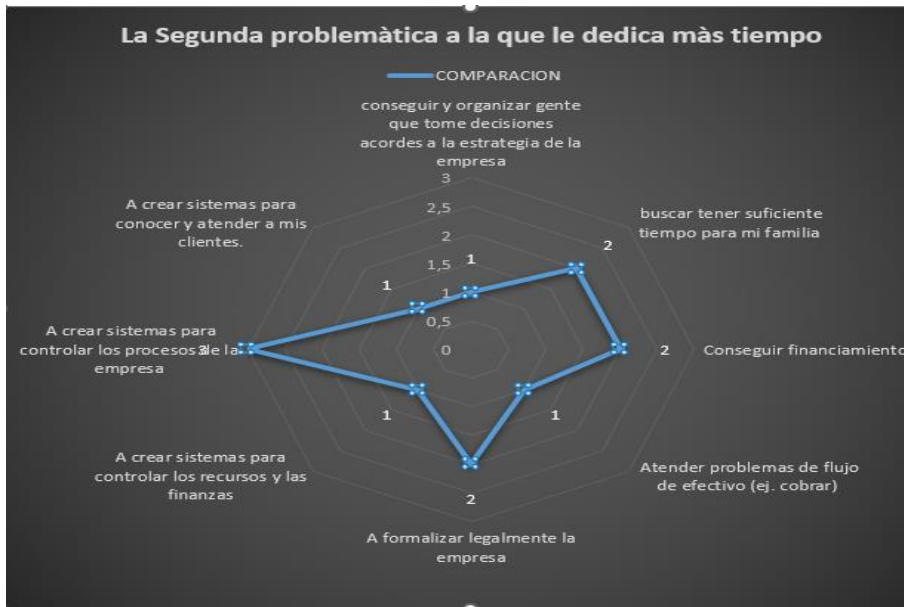 La Segunda problemàtica a la que le dedica màs tiempo
COMPARACION
conseguir y organizar gente
que tome decisiones
acordes a la estrategia de la
empresa
3
2,5
2
1,5
1
0,5
0
buscar tener suficiente
tiempo para mi familia
Conseguir financiamiento
Atender problemas de flujo
de efectivo (ej. cobrar)
A formalizar legalmente la
empresa
A crear sistemas para
controlar los recursos y las
finanzas
A crear sistemas para
controlar los procesos de la
empresa
A crear sistemas para
conocer y atender a mis
clientes.
1
2
2
1
2
1
3
1